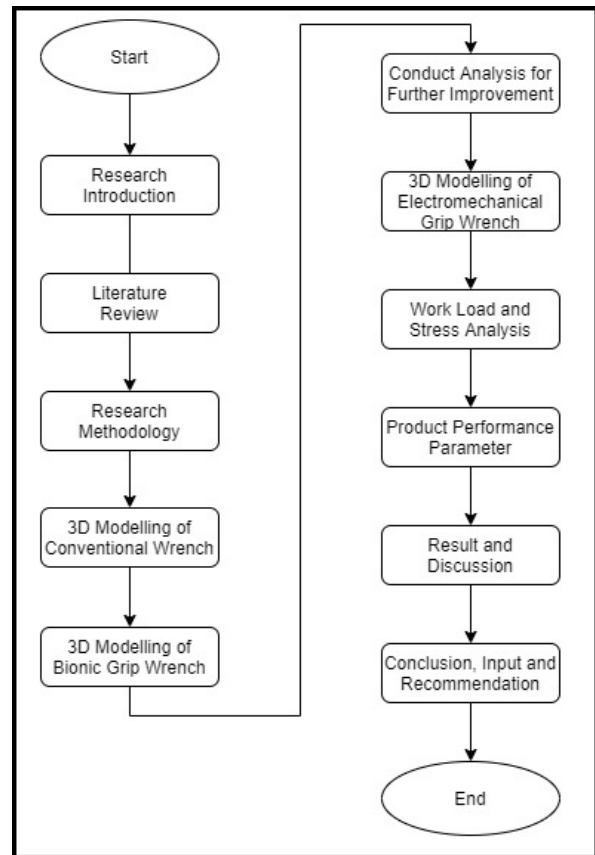 Start
Research
Introduction
Literature
Review
Research
Methodology
3D Modelling of
Conventional Wrench
3D Modelling of
Bionic Grip Wrench
Conduct Analysis for
Further Improvement
3D Modelling of
Electromechanical
Grip Wrench
Work Load and
Stress Analysis
Product Performance
Parameter
Result and
Discussion
Conclusion, Input and
Recommendation
End